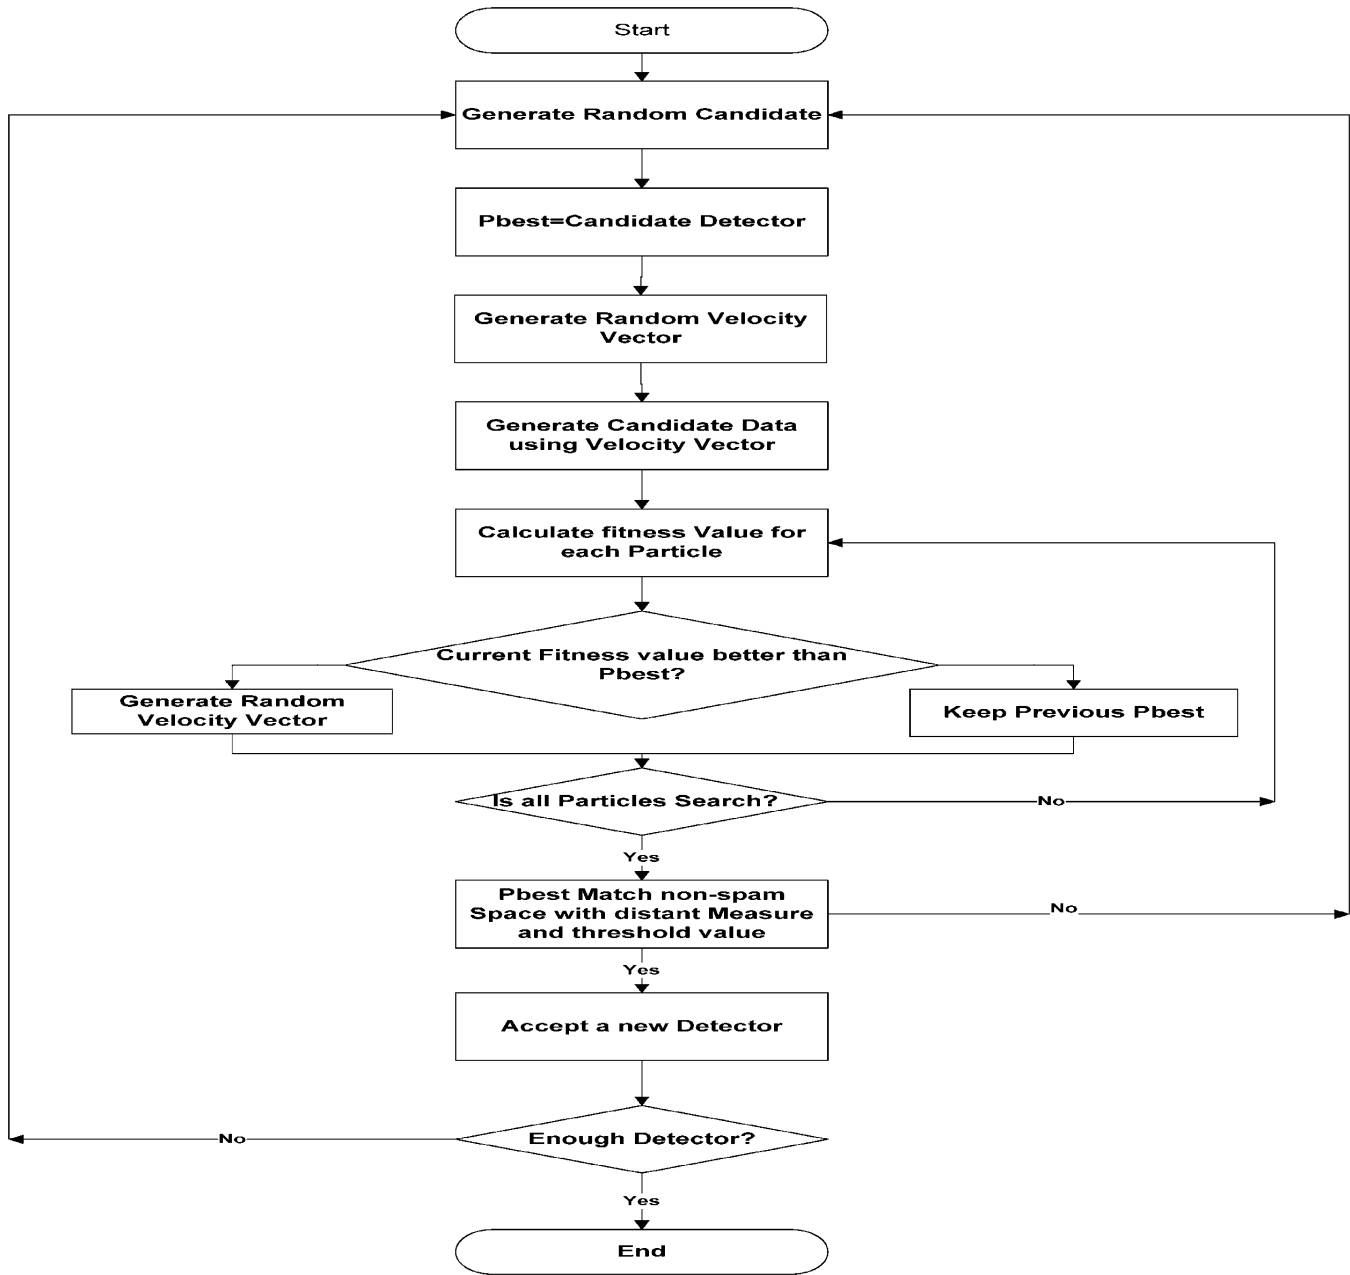 Start
Generate Random Candidate
Pbest=Candidate Detector
Generate Random Velocity
Vector
Generate Candidate Data
using Velocity Vector
Calculate fitness Value for
each Particle
Current Fitness value better than
Pbest?
Generate Random
Velocity Vector
Keep Previous Pbest
Is all Particles Search?
No
Yes
Pbest Match non-spam
Space with distant Measure
and threshold value
No
Yes
Accept a new Detector
Enough Detector?
No
Yes
End